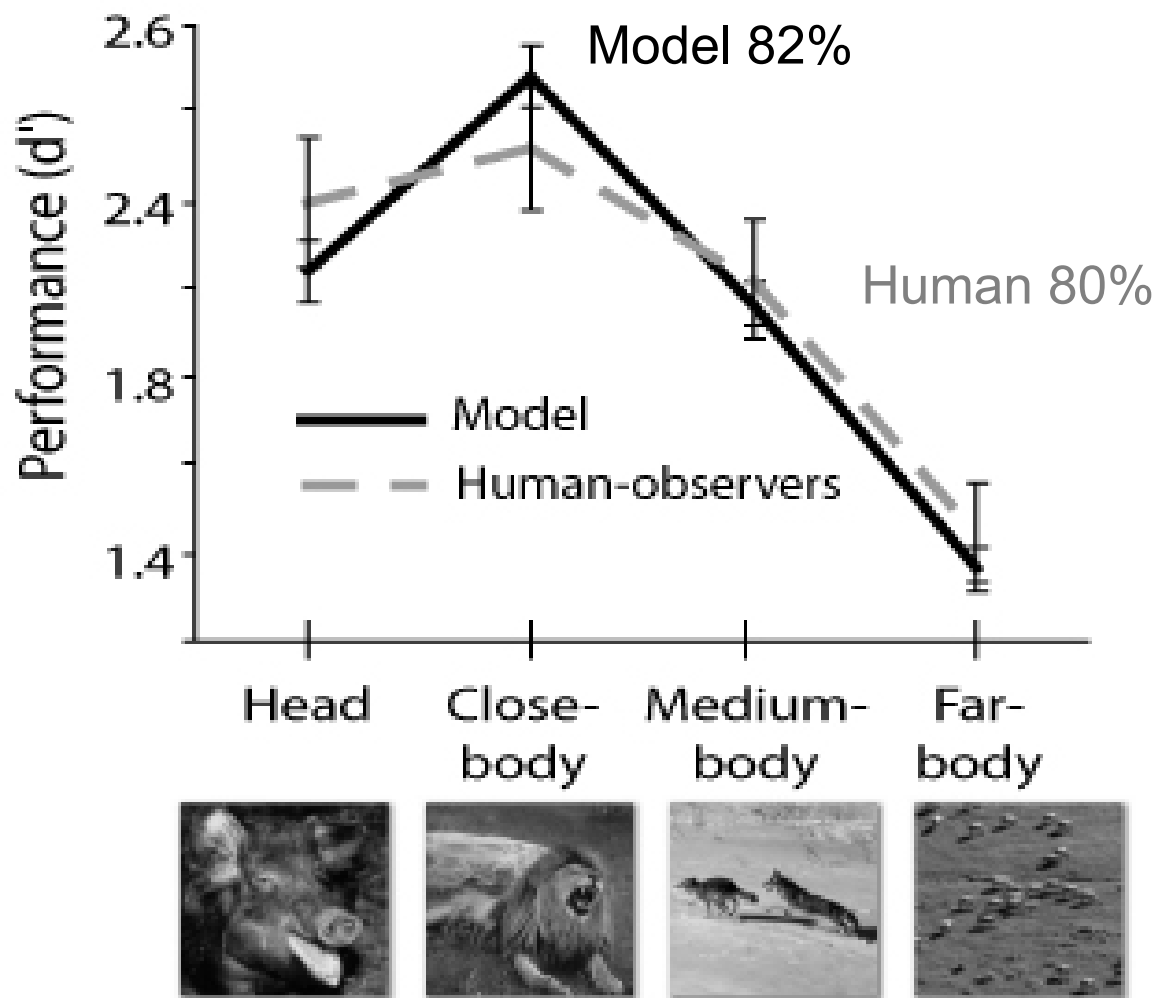 2.6
Model 82%
Performance (d')
2.4
Human 80%
1.8
Model
Human-observers
1.4
Head
Close-
body
Medium-
body
Far-
body